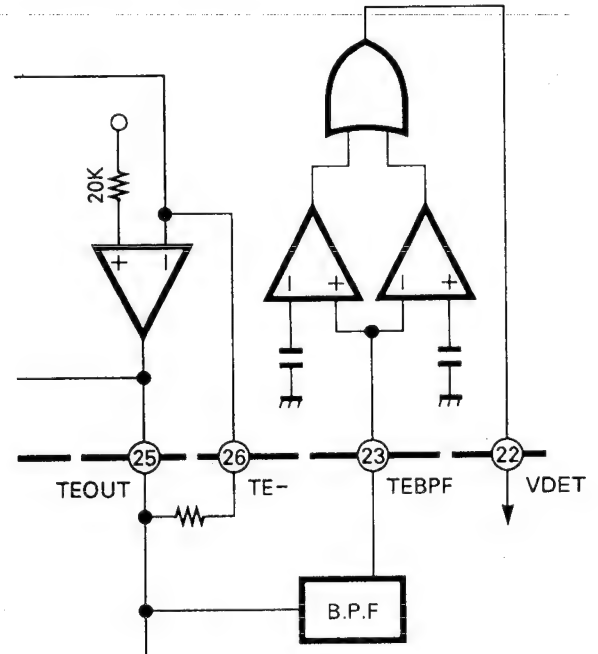 20K
+ −
− +
− +
25
26
23
22
TEOUT
TE−
TEBPF
VDET
B.P.F